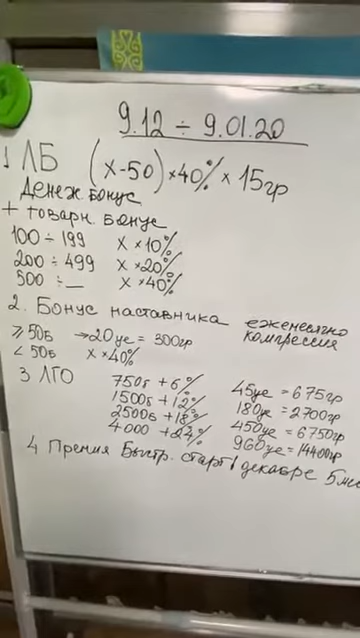 9.12 ÷ 9.01.20
1 ЛБ (x-50) × 40% × 15гр
Денеж бонус
+ товарн. бонус
100 ÷ 199 x × 10%
200 ÷ 499 x × 20%
500 ÷ — x × 40%
2. Бонус наставника ежемесячно
компрессия
⩾ 50Б → 20уе = 300гр
< 50Б x × 40%
3 ЛГО 750Б + 6% 45уе = 675гр
1500Б + 12% 180уе = 2700гр
2500Б + 18% 450уе = 6750гр
4000 + 24% 960уе = 14400гр
4 Премия Быстр. старт декабре 5